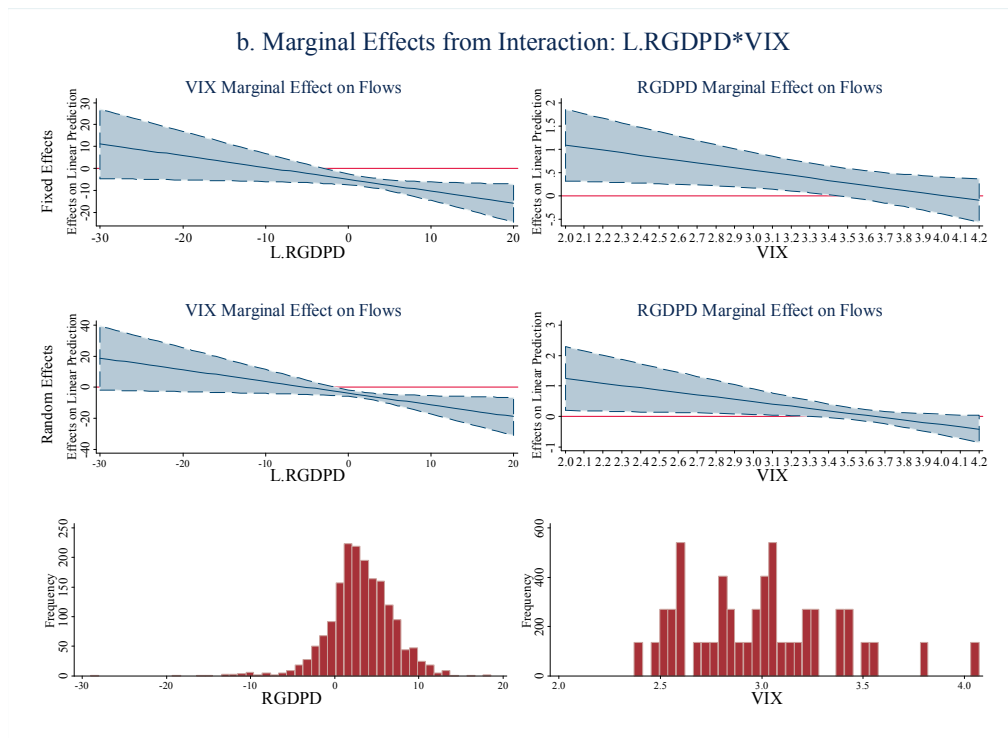 b. Marginal Effects from Interaction: L.RGDPD*VIX
VIX Marginal Effect on Flows
Fixed Effects
Effects on Linear Prediction
30
20
10
0
-10
-20
-30 -20 -10 0 10 20
L.RGDPD
RGDPD Marginal Effect on Flows
Effects on Linear Prediction
2
1.5
1
.5
0
-.5
2.0 2.1 2.2 2.3 2.4 2.5 2.6 2.7 2.8 2.9 3.0 3.1 3.2 3.3 3.4 3.5 3.6 3.7 3.8 3.9 4.0 4.1 4.2
VIX
VIX Marginal Effect on Flows
Random Effects
Effects on Linear Prediction
40
20
0
-20
-40
-30 -20 -10 0 10 20
L.RGDPD
RGDPD Marginal Effect on Flows
Effects on Linear Prediction
3
2
1
0
-1
2.0 2.1 2.2 2.3 2.4 2.5 2.6 2.7 2.8 2.9 3.0 3.1 3.2 3.3 3.4 3.5 3.6 3.7 3.8 3.9 4.0 4.1 4.2
VIX
Frequency
250
200
150
100
50
0
-30 -20 -10 0 10 20
RGDPD
Frequency
600
400
200
0
2.0 2.5 3.0 3.5 4.0
VIX